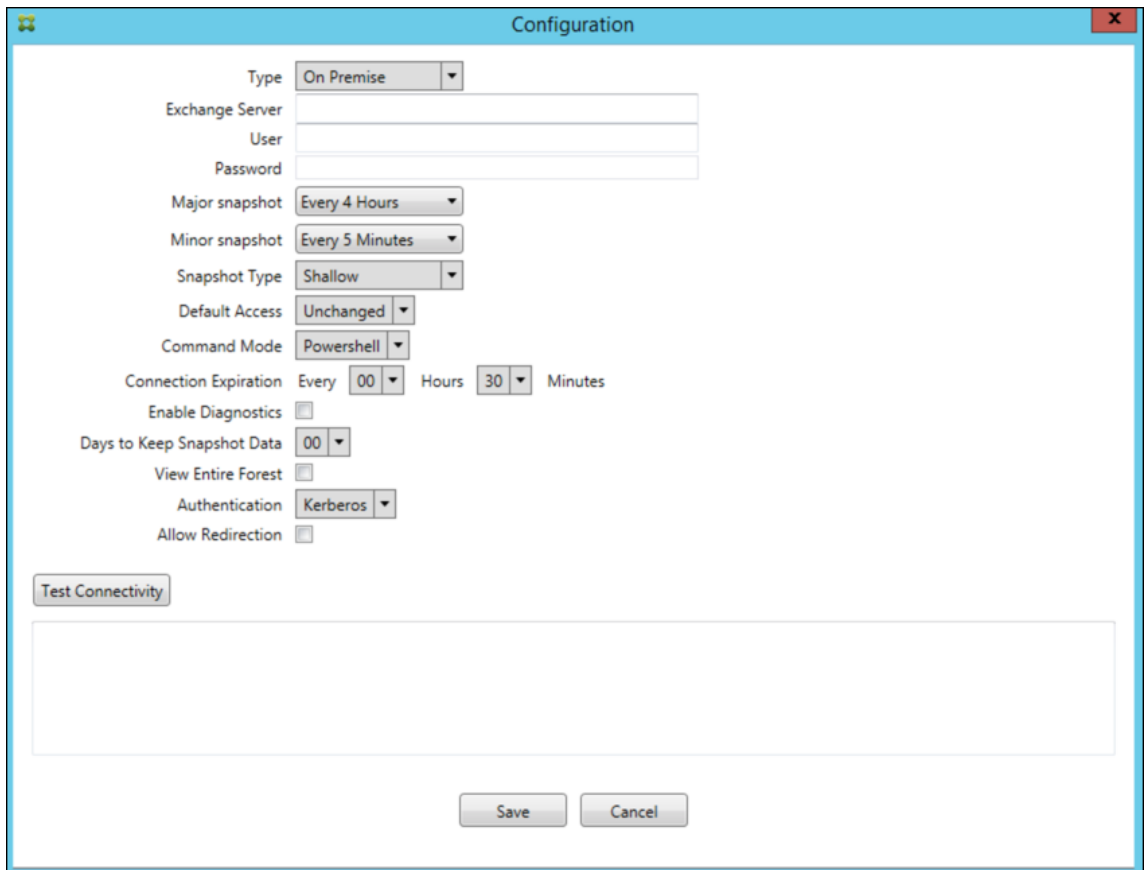 Configuration
x
Type On Premise
Exchange Server
User
Password
Major snapshot Every 4 Hours
Minor snapshot Every 5 Minutes
Snapshot Type Shallow
Default Access Unchanged
Command Mode Powershell
Connection Expiration Every 00 Hours 30 Minutes
Enable Diagnostics
Days to Keep Snapshot Data 00
View Entire Forest
Authentication Kerberos
Allow Redirection
Test Connectivity
Save Cancel